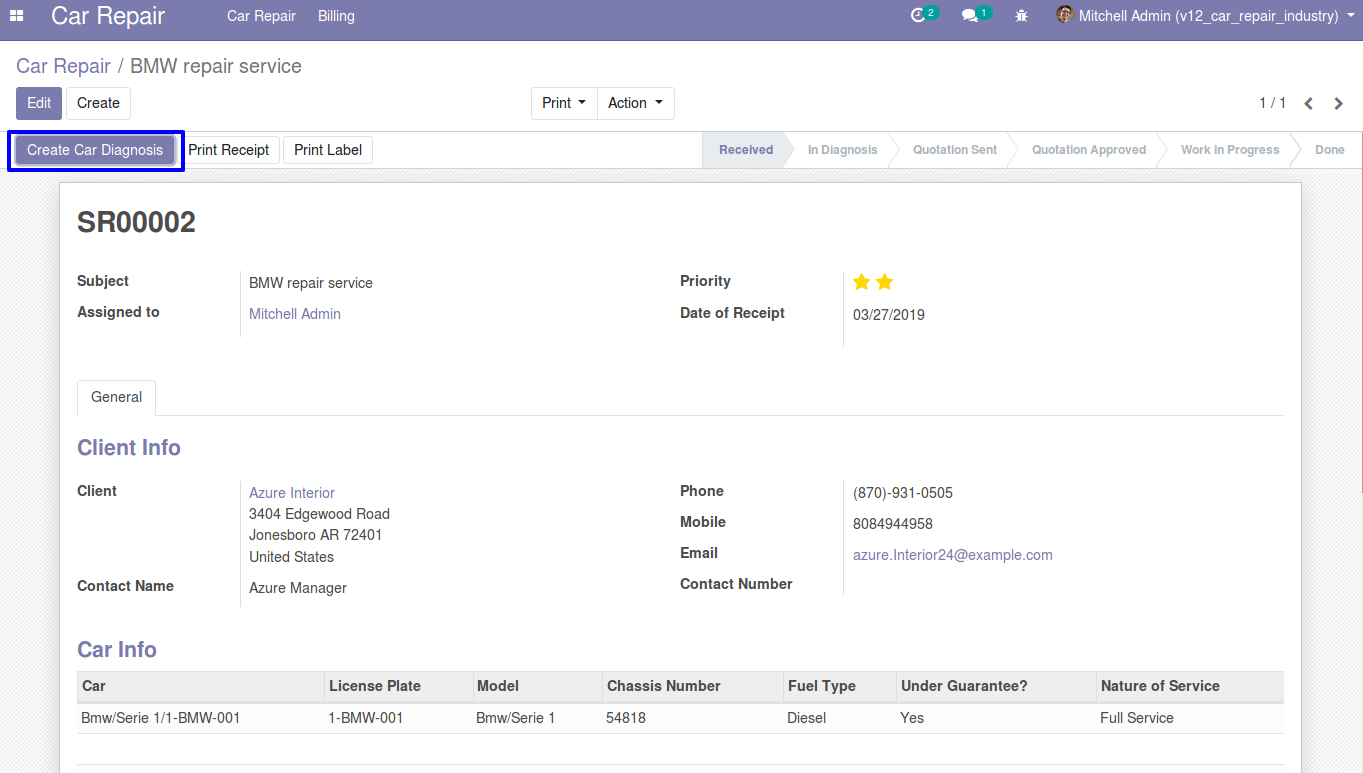 Car Repair Car Repair Billing 2 1 Mitchell Admin (v12_car_repair_industry)
Car Repair / BMW repair service
Edit Create Print Action 1 / 1
Create Car Diagnosis Print Receipt Print Label Received In Diagnosis Quotation Sent Quotation Approved Work in Progress Done
SR00002
Subject BMW repair service Priority
Assigned to Mitchell Admin Date of Receipt 03/27/2019
General
Client Info
Client Azure Interior Phone (870)-931-0505
3404 Edgewood Road Mobile 8084944958
Jonesboro AR 72401
United States Email azure.Interior24@example.com
Contact Name Azure Manager Contact Number
Car Info
Car License Plate Model Chassis Number Fuel Type Under Guarantee? Nature of Service
Bmw/Serie 1/1-BMW-001 1-BMW-001 Bmw/Serie 1 54818 Diesel Yes Full Service